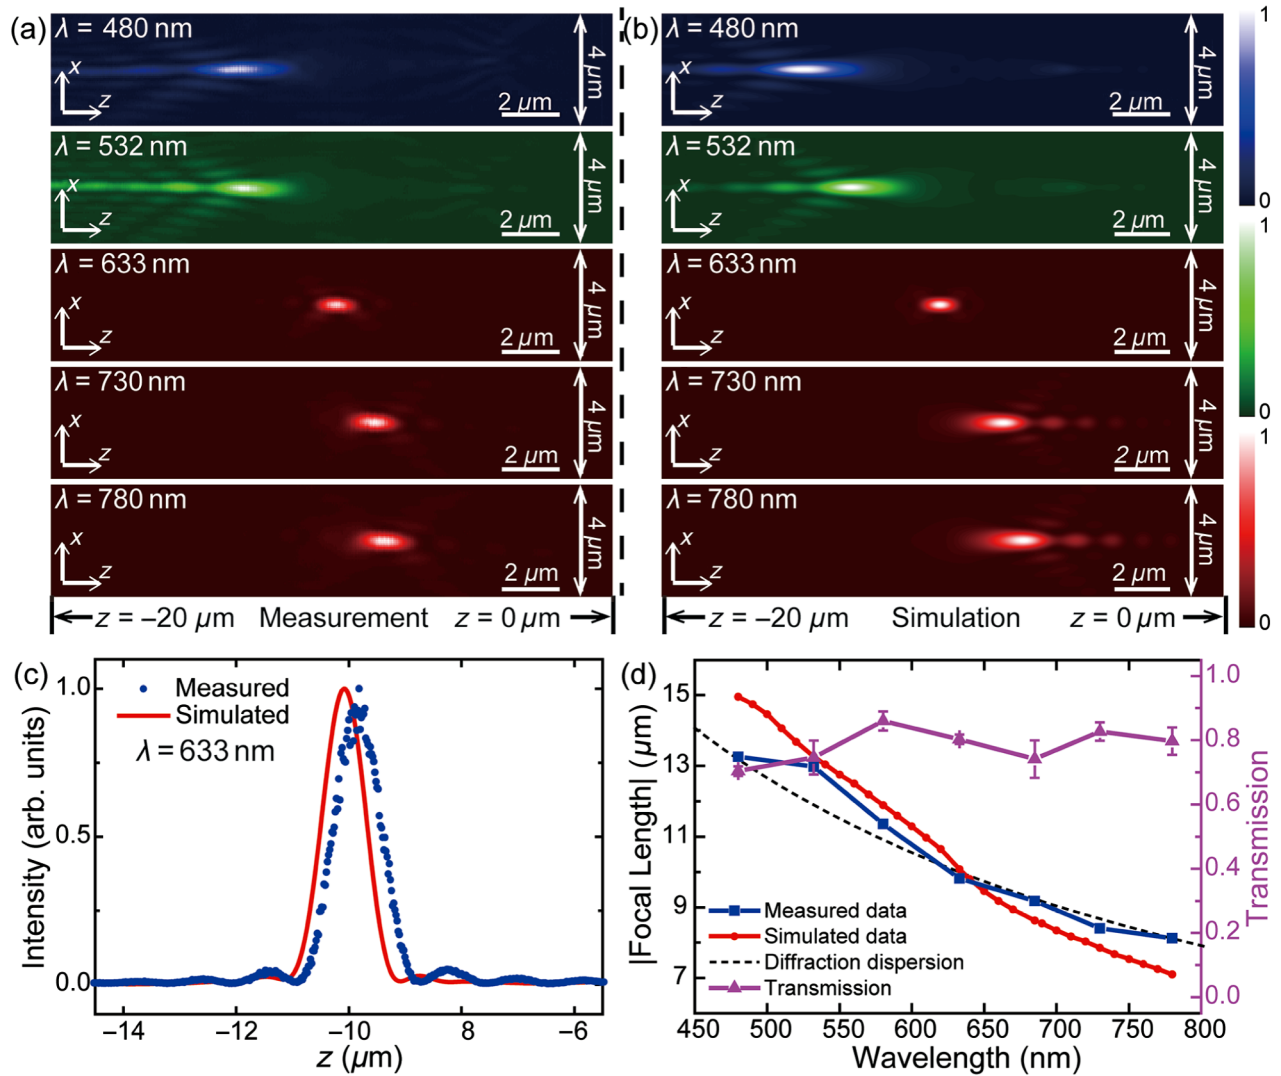 (a)
λ = 480 nm
x
z
2 µm
4 µm
λ = 532 nm
x
z
2 µm
4 µm
λ = 633 nm
x
z
2 µm
4 µm
λ = 730 nm
x
z
2 µm
4 µm
λ = 780 nm
x
z
2 µm
4 µm
z = –20 µm Measurement z = 0 µm
(b)
λ = 480 nm
x
z
2 µm
4 µm
λ = 532 nm
x
z
2 µm
4 µm
λ = 633 nm
x
z
2 µm
4 µm
λ = 730 nm
x
z
2 µm
4 µm
λ = 780 nm
x
z
2 µm
4 µm
z = –20 µm Simulation z = 0 µm
1
0
1
0
1
0
(c)
Measured
Simulated
λ = 633 nm
Intensity (arb. units)
1.0
0.5
0.0
–14 –12 –10 8 –6
z (µm)
(d)
|Focal Length| (µm)
15
13
11
9
7
Measured data
Simulated data
Diffraction dispersion
Transmission
450 500 550 600 650 700 750 800
Wavelength (nm)
1.0
0.8
0.6
0.4
0.2
0.0
Transmission